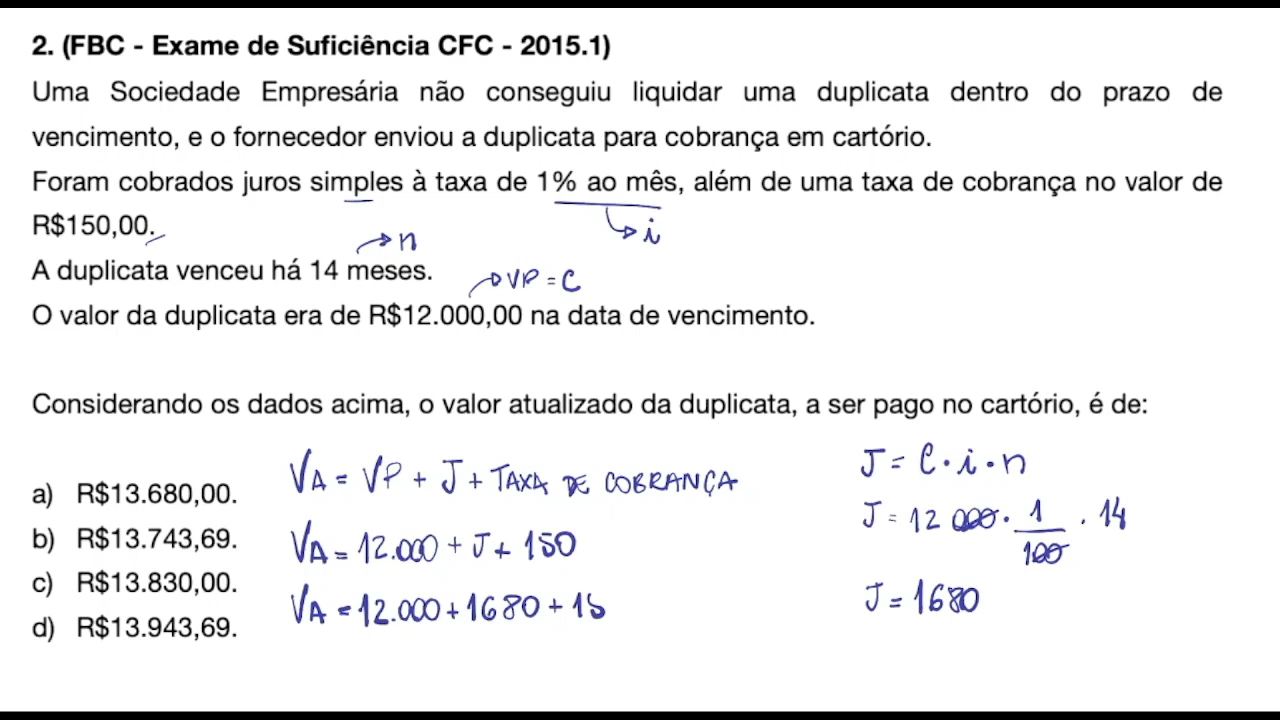 2. (FBC - Exame de Suficiência CFC - 2015.1)
Uma Sociedade Empresária não conseguiu liquidar uma duplicata dentro do prazo de
vencimento, e o fornecedor enviou a duplicata para cobrança em cartório.
Foram cobrados juros simples à taxa de 1% ao mês, além de uma taxa de cobrança no valor de
R$150,00.
i
n
A duplicata venceu há 14 meses.
VP = C
O valor da duplicata era de R$12.000,00 na data de vencimento.
Considerando os dados acima, o valor atualizado da duplicata, a ser pago no cartório, é de:
a) R$13.680,00.
b) R$13.743,69.
c) R$13.830,00.
d) R$13.943,69.
VA = VP + J + TAXA DE COBRANÇA
VA = 12.000 + J + 150
VA = 12.000 + 1680 + 15
J = C · i · n
J = 12 000 · 1/100 · 14
J = 1680